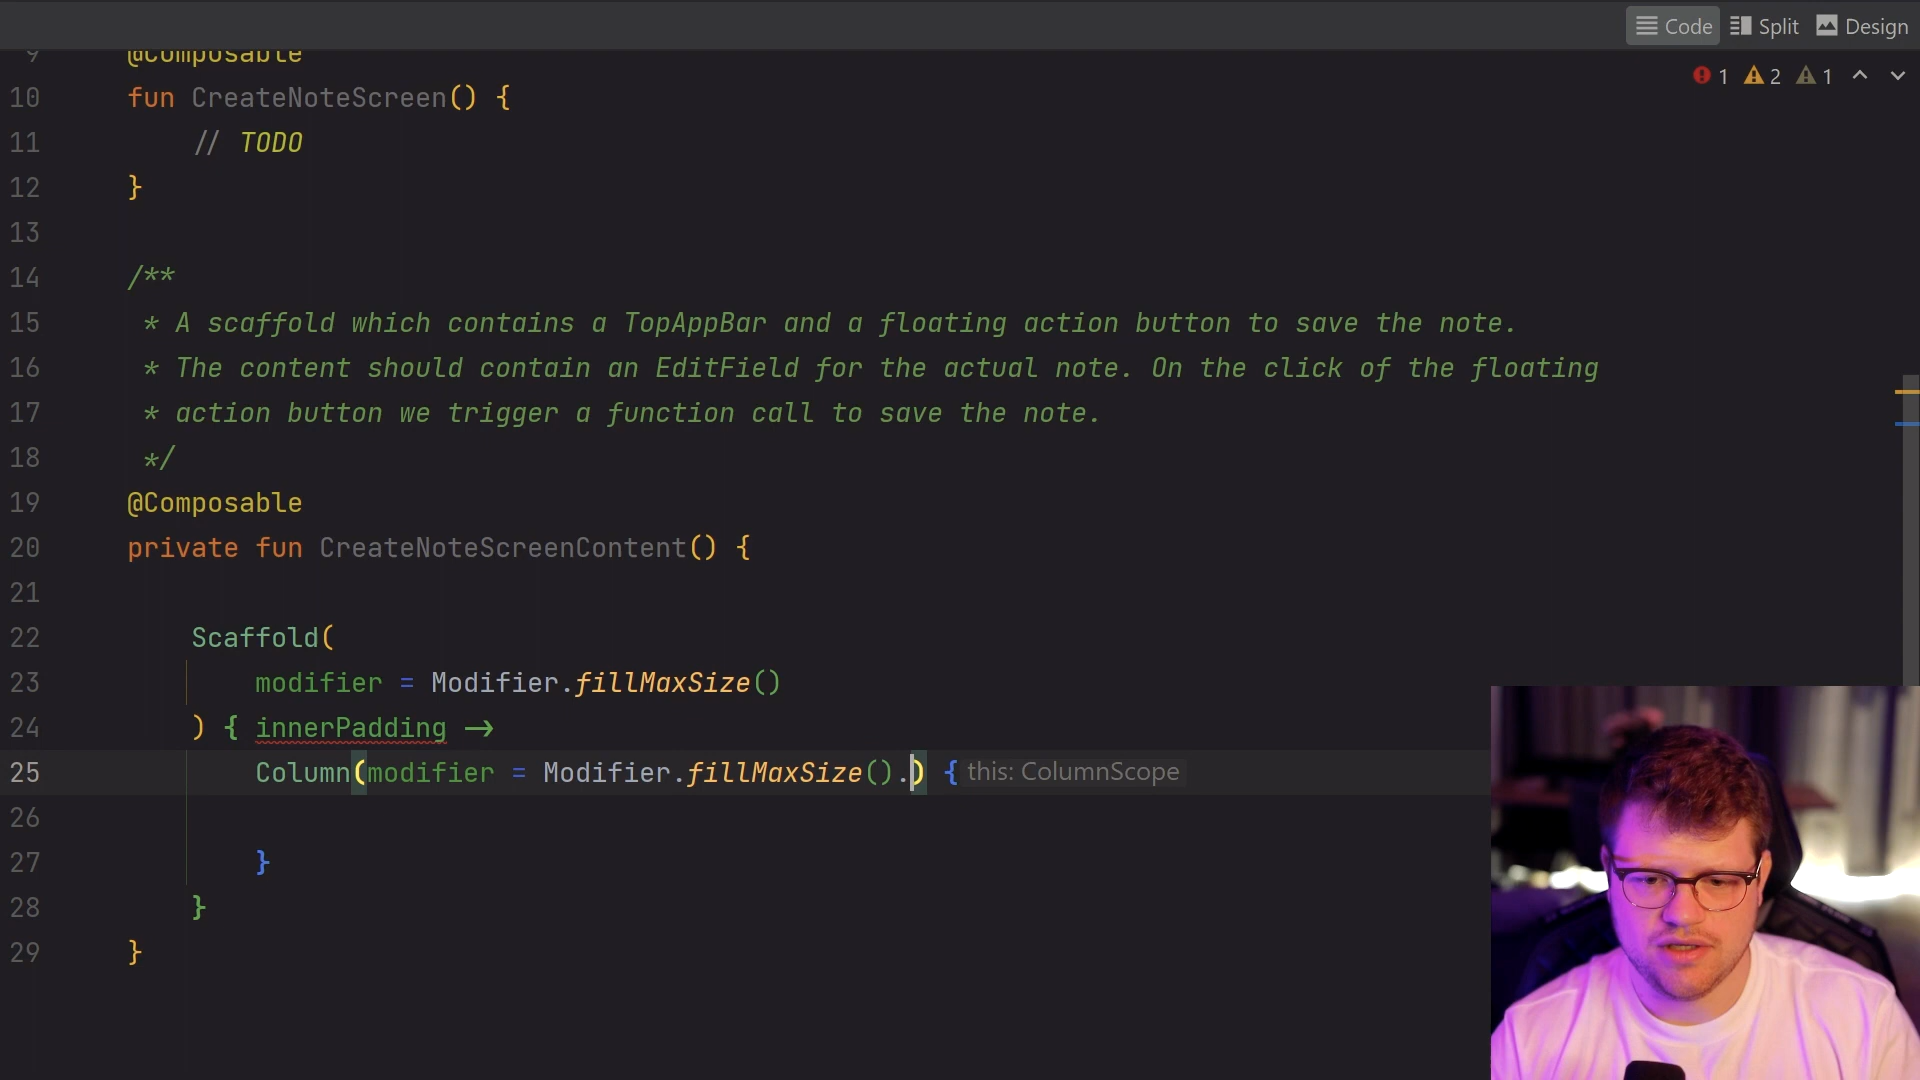 Code Split Design
9 @Composable
1 2 1
10 fun CreateNoteScreen() {
11 // TODO
12 }
13
14 /**
15 * A scaffold which contains a TopAppBar and a floating action button to save the note.
16 * The content should contain an EditField for the actual note. On the click of the floating
17 * action button we trigger a function call to save the note.
18 */
19 @Composable
20 private fun CreateNoteScreenContent() {
21
22 Scaffold(
23 modifier = Modifier.fillMaxSize()
24 ) { innerPadding →
25 Column(modifier = Modifier.fillMaxSize().) { this: ColumnScope
26
27 }
28 }
29 }